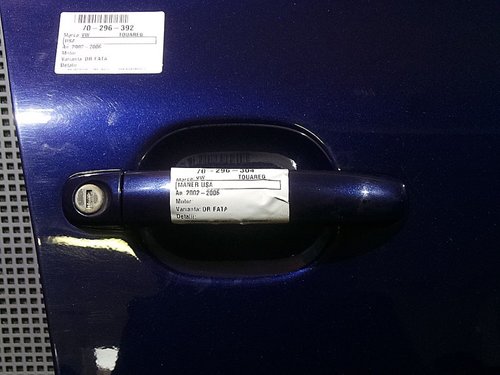 70-296-392
Marca: VW TOUAREG
USA
An: 2002-2006
Motor:
Varianta: DR FATA
Detalii:
70-296-304
Marca: VW TOUAREG
MANER USA
An: 2002-2006
Motor:
Varianta: DR FATA
Detalii: